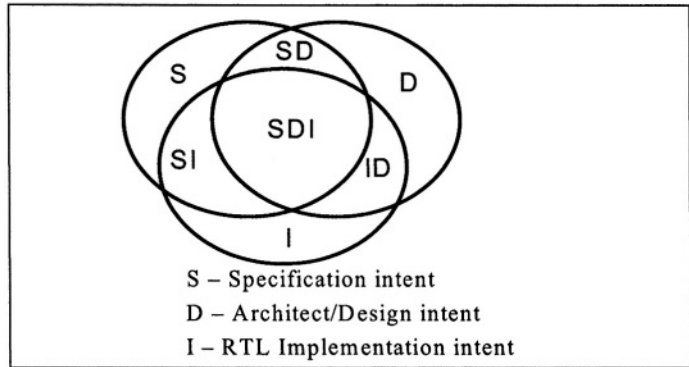 SD
S
D
SDI
SI
ID
I
S – Specification intent
D – Architect/Design intent
I – RTL Implementation intent